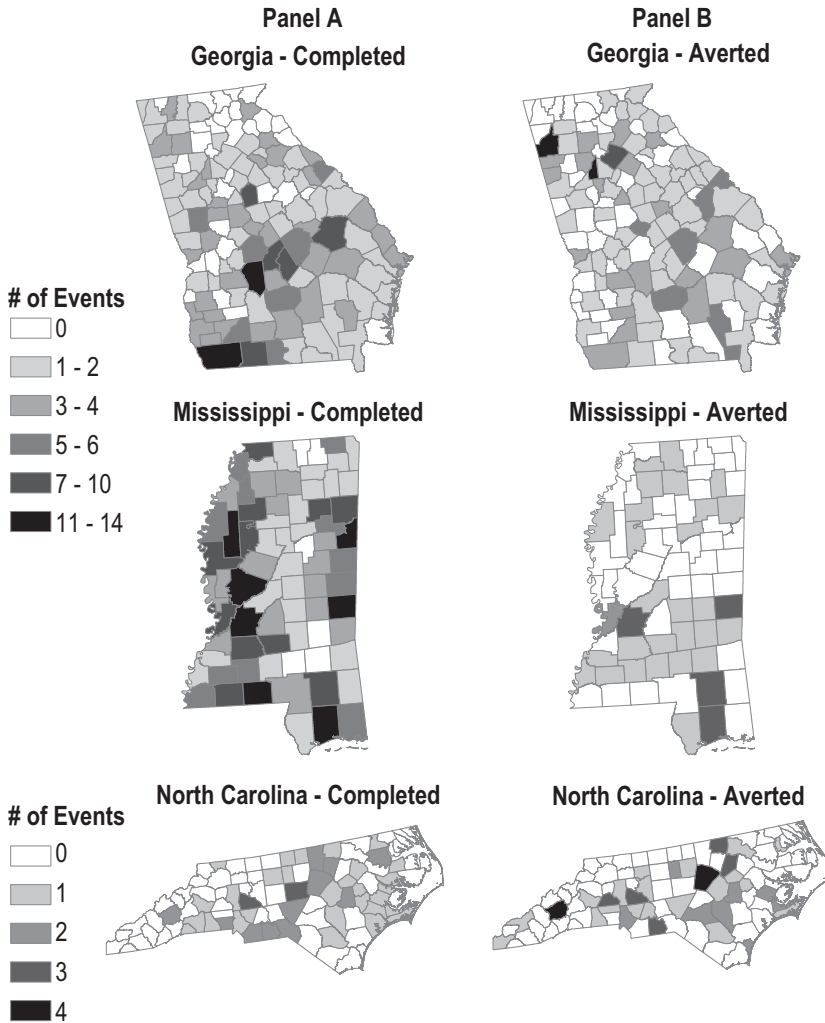 Panel A
Panel B
Georgia - Completed
Georgia - Averted
# of Events
0
1 - 2
3 - 4
5 - 6
7 - 10
11 - 14
Mississippi - Completed
Mississippi - Averted
North Carolina - Completed
North Carolina - Averted
# of Events
0
1
2
3
4